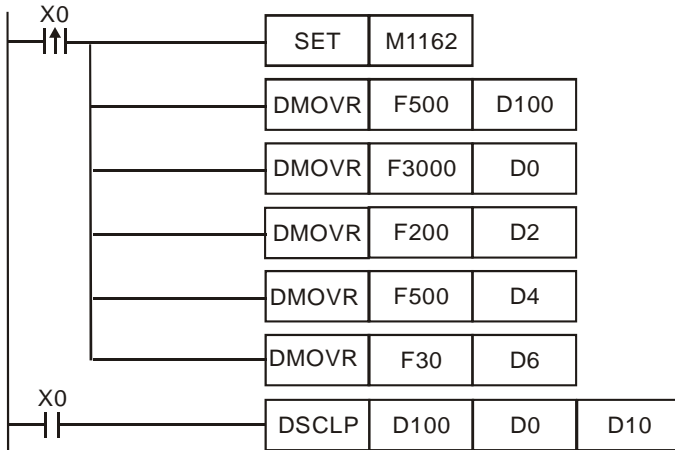 X0
SET M1162
DMOVR F500 D100
DMOVR F3000 D0
DMOVR F200 D2
DMOVR F500 D4
DMOVR F30 D6
X0
DSCLP D100 D0 D10